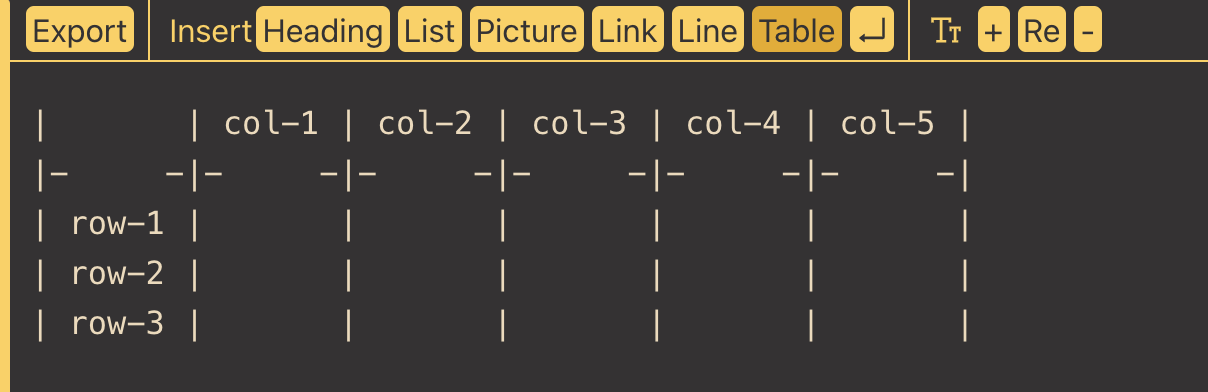 Export Insert Heading List Picture Link Line Table ↵ Tт + Re -
|      | col-1 | col-2 | col-3 | col-4 | col-5 |
|-    -|-     -|-     -|-     -|-     -|-     -|
| row-1 |    |    |    |    |    |
| row-2 |    |    |    |    |    |
| row-3 |    |    |    |    |    |